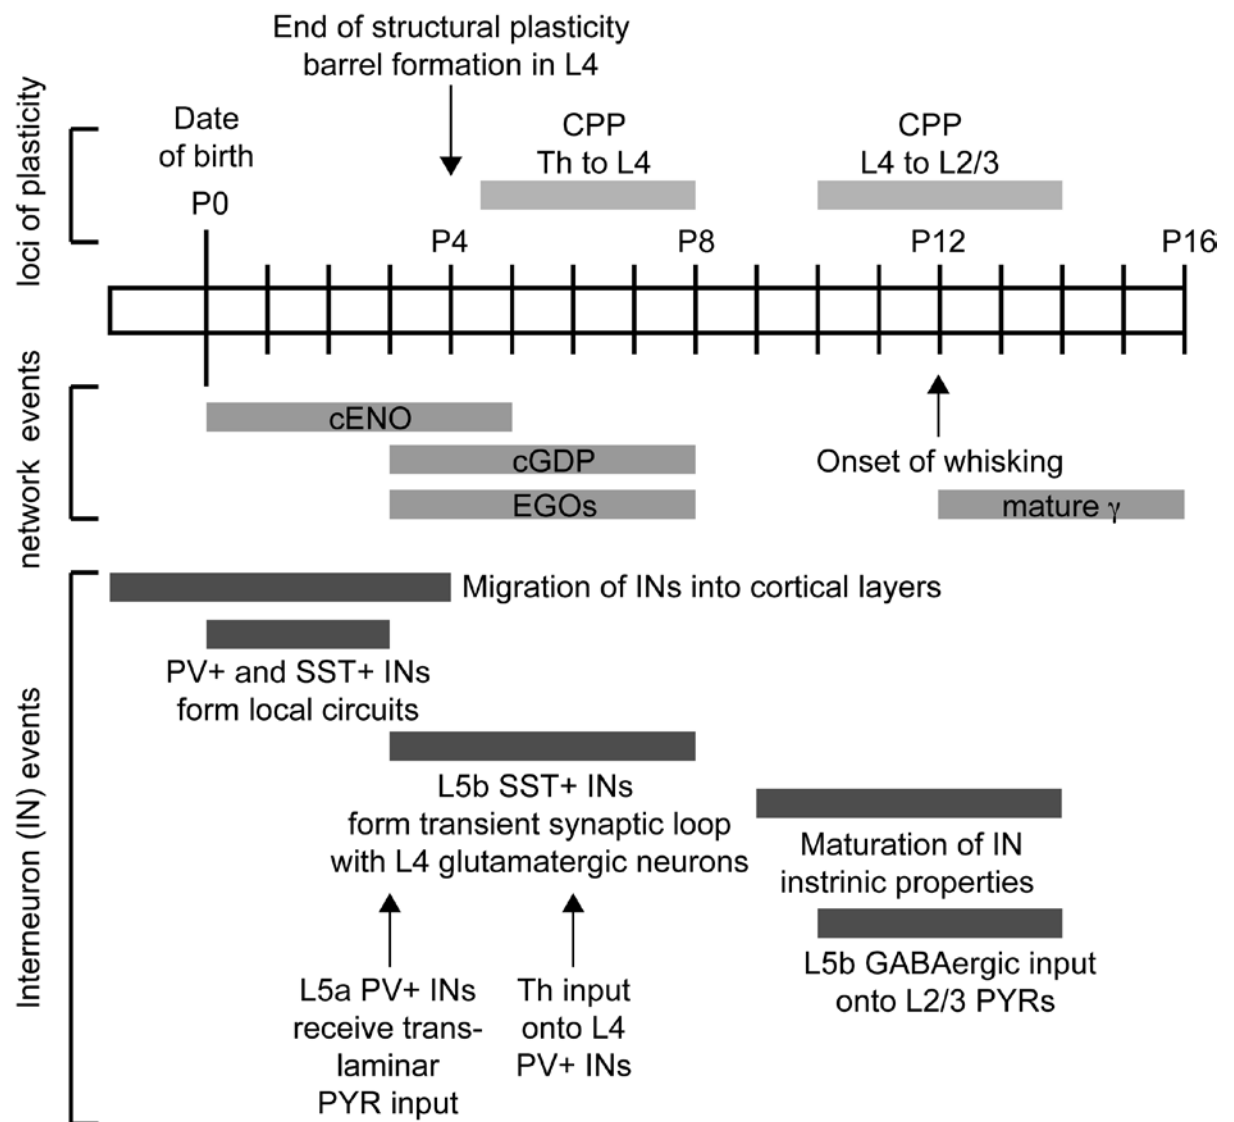 End of structural plasticity
barrel formation in L4
loci of plasticity
Date
of birth
P0
CPP
Th to L4
CPP
L4 to L2/3
P4
P8
P12
P16
network events
cENO
cGDP
EGOs
Onset of whisking
mature γ
Interneuron (IN) events
Migration of INs into cortical layers
PV+ and SST+ INs
form local circuits
L5b SST+ INs
form transient synaptic loop
with L4 glutamatergic neurons
Maturation of IN
instrinic properties
L5b GABAergic input
onto L2/3 PYRs
L5a PV+ INs
receive trans-
laminar
PYR input
Th input
onto L4
PV+ INs